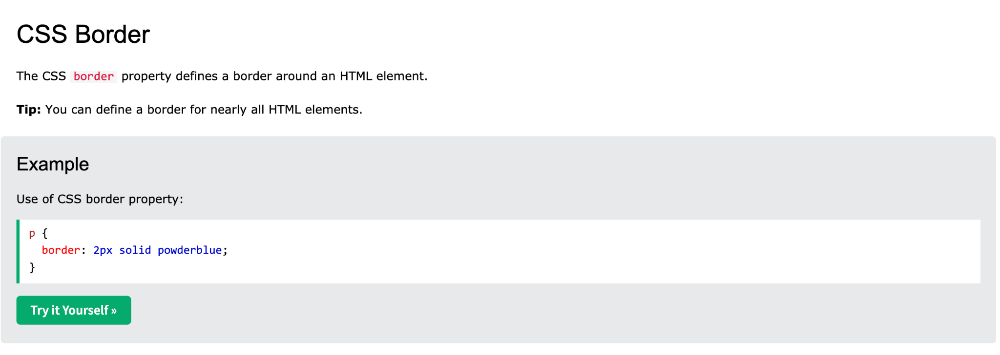 CSS Border
The CSS border property defines a border around an HTML element.
Tip: You can define a border for nearly all HTML elements.
Example
Use of CSS border property:
p {
  border: 2px solid powderblue;
}
Try it Yourself »